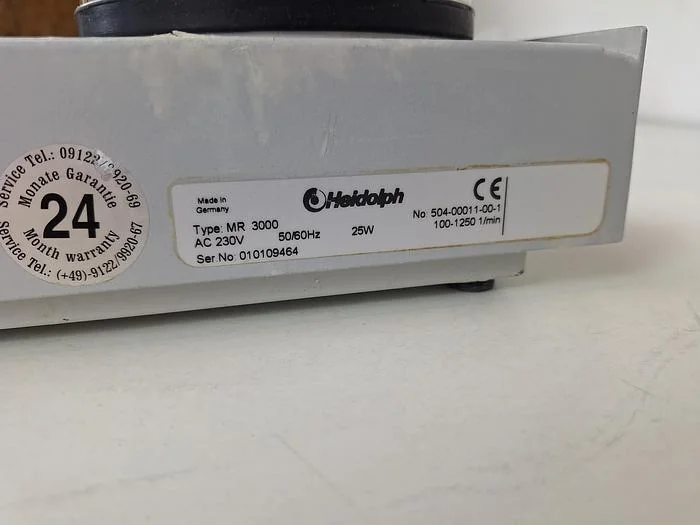 Service Tel.: 09122/9920-69
Monate Garantie
24
Month warranty
Service Tel.: (+49)-9122/9920-67
Made in
Germany
Heidolph
CE
Type: MR 3000
No: 504-00011-00-1
AC 230V 50/60Hz 25W
100-1250 1/min
Ser.No: 010109464